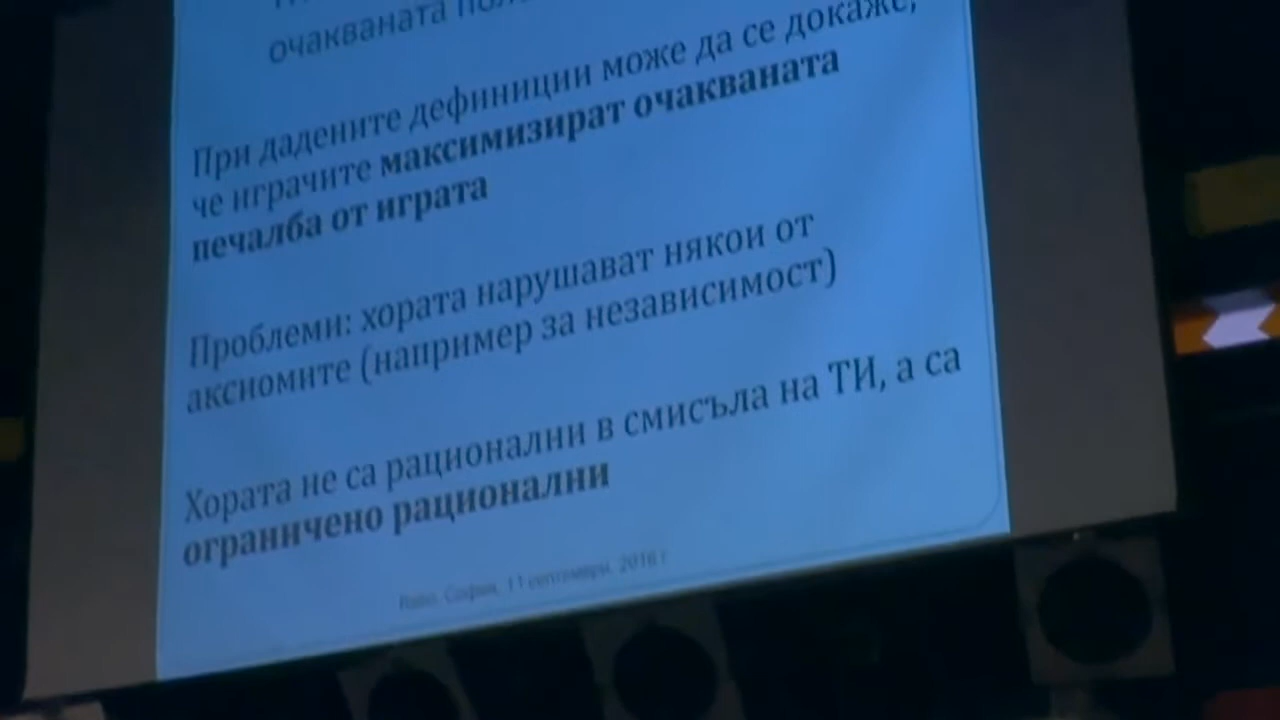 очакваната
При дадените дефиниции може да се докаже,
че играчите максимизират очакваната
печалба от играта
Проблеми: хората нарушават някои от
аксиомите (например за независимост)
Хората не са рационални в смисъла на ТИ, а са
ограничено рационални
Ratio, София, 11 септември, 2016 г.